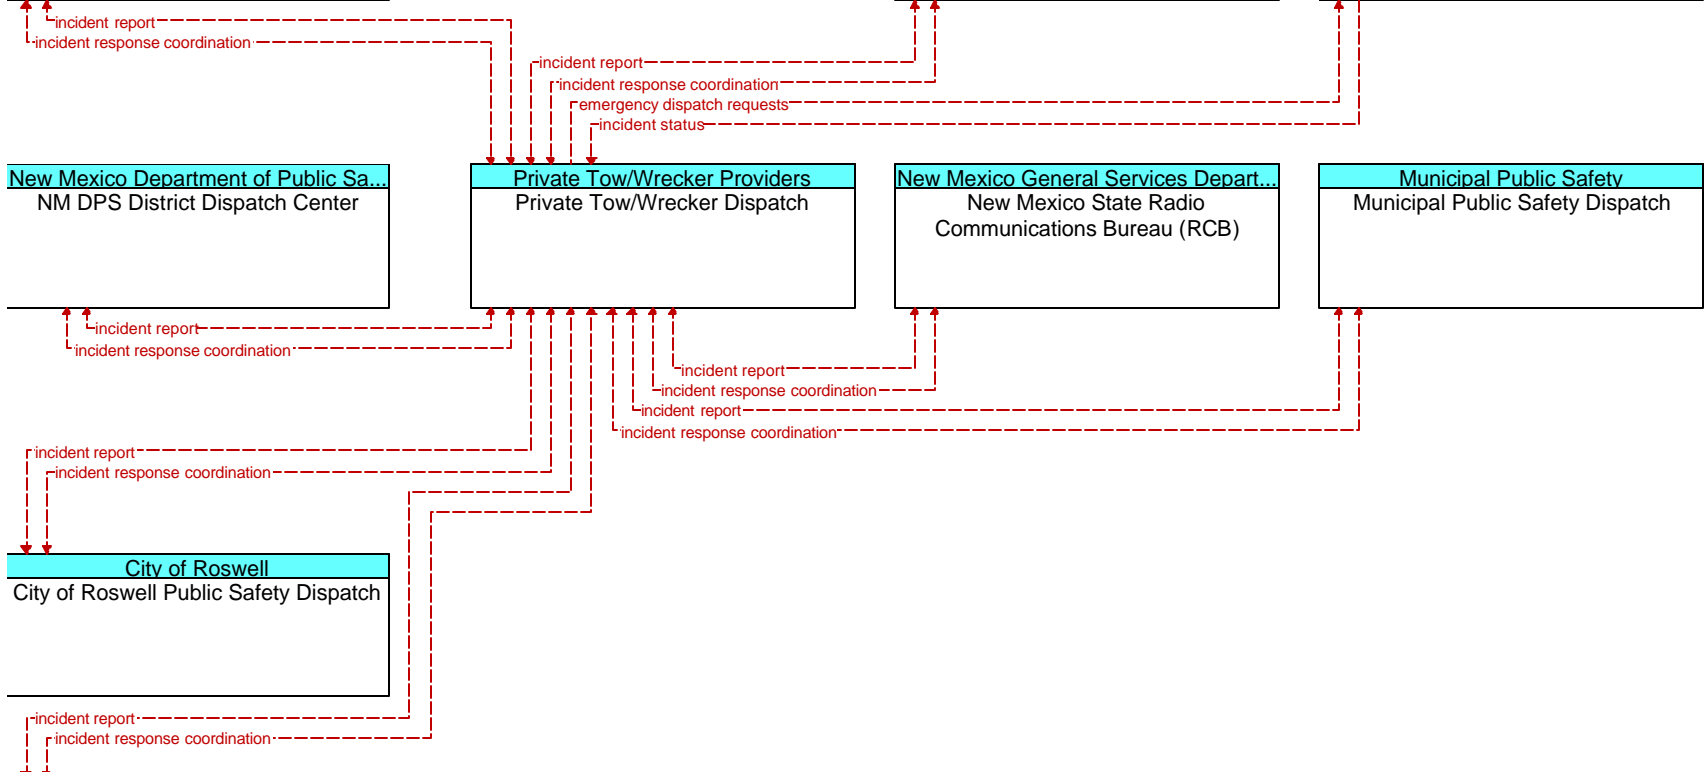 incident report
incident response coordination
incident report
incident response coordination
emergency dispatch requests
incident status
New Mexico Department of Public Sa...
NM DPS District Dispatch Center
Private Tow/Wrecker Providers
Private Tow/Wrecker Dispatch
New Mexico General Services Depart...
New Mexico State Radio
Communications Bureau (RCB)
Municipal Public Safety
Municipal Public Safety Dispatch
incident report
incident response coordination
incident report
incident response coordination
incident report
incident response coordination
incident report
incident response coordination
City of Roswell
City of Roswell Public Safety Dispatch
incident report
incident response coordination